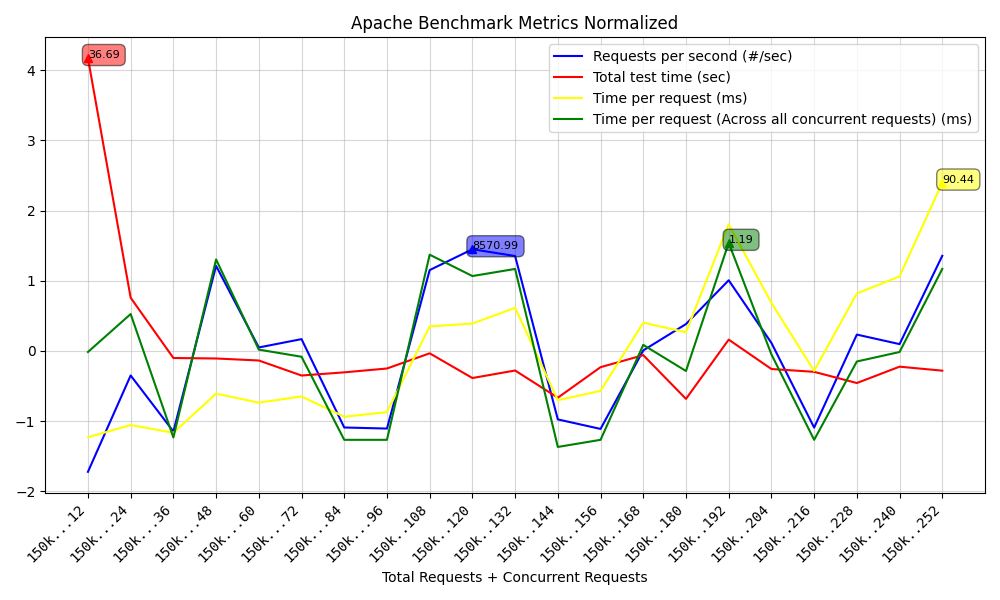 Apache Benchmark Metrics Normalized
36.69
Requests per second (#/sec)
Total test time (sec)
Time per request (ms)
Time per request (Across all concurrent requests) (ms)
8570.99
1.19
90.44
4
3
2
1
0
−1
−2
150k...12
150k...24
150k...36
150k...48
150k...60
150k...72
150k...84
150k...96
150k...108
150k...120
150k...132
150k...144
150k...156
150k...168
150k...180
150k...192
150k...204
150k...216
150k...228
150k...240
150k...252
Total Requests + Concurrent Requests